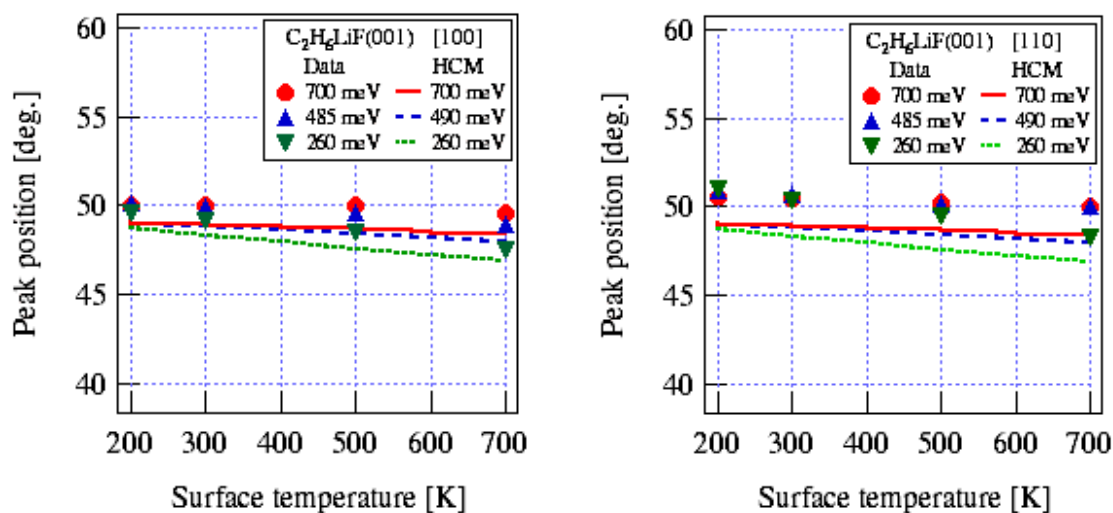 60
55
50
45
40
Peak position [deg.]
C₂H₆LiF(001) [100]
Data HCM
700 meV 700 meV
485 meV 490 meV
260 meV 260 meV
200 300 400 500 600 700
Surface temperature [K]
60
55
50
45
40
Peak position [deg.]
C₂H₆LiF(001) [110]
Data HCM
700 meV 700 meV
485 meV 490 meV
260 meV 260 meV
200 300 400 500 600 700
Surface temperature [K]